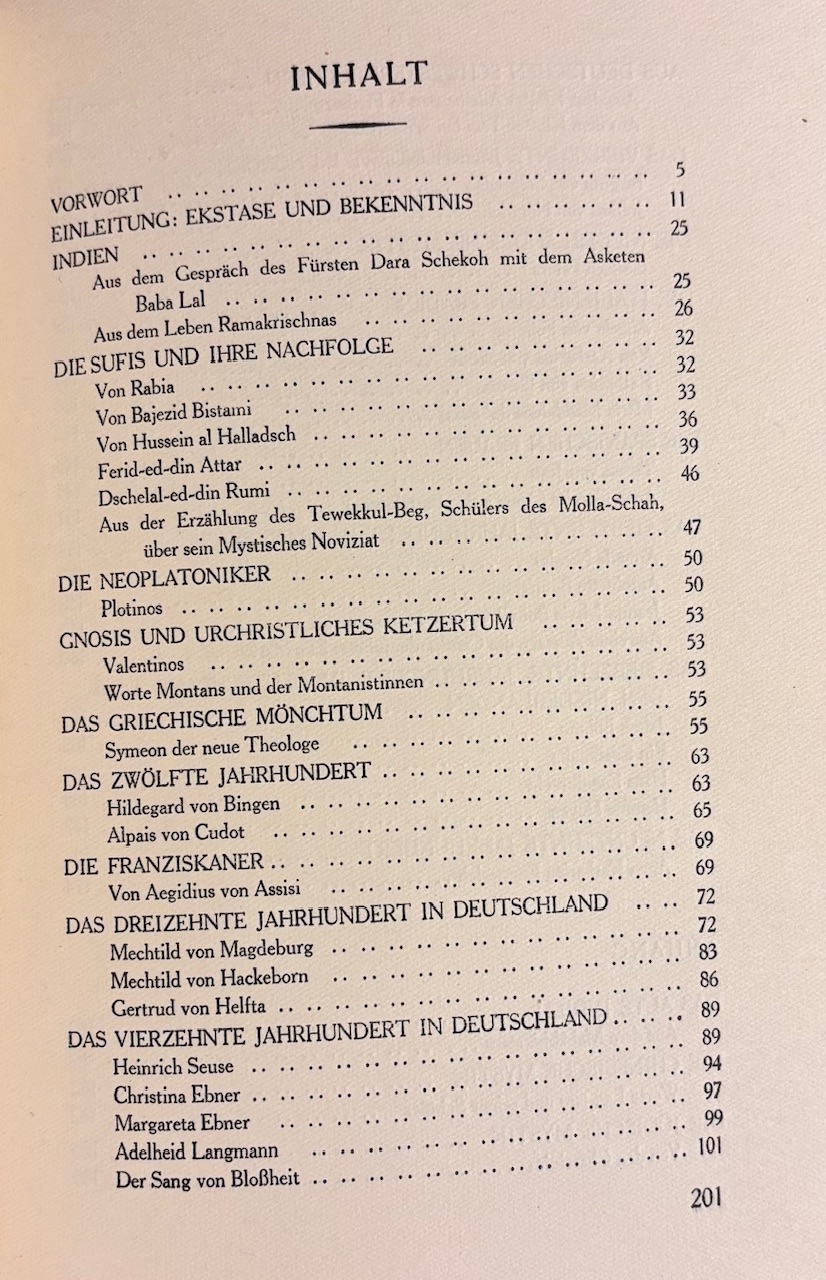 INHALT
VORWORT .. .. .. .. .. .. .. .. .. 5
EINLEITUNG: EKSTASE UND BEKENNTNIS .. .. .. .. .. 11
INDIEN .. .. .. .. .. .. .. .. .. 25
Aus dem Gespräch des Fürsten Dara Schekoh mit dem Asketen
Baba Lal .. .. .. .. .. .. .. .. 25
Aus dem Leben Ramakrischnas .. .. .. .. .. .. 26
DIE SUFIS UND IHRE NACHFOLGE .. .. .. .. .. 32
Von Rabia .. .. .. .. .. .. .. .. 32
Von Bajezid Bistami .. .. .. .. .. .. .. 33
Von Hussein al Halladsch .. .. .. .. .. .. 36
Ferid-ed-din Attar .. .. .. .. .. .. .. 39
Dschelal-ed-din Rumi .. .. .. .. .. .. .. 46
Aus der Erzählung des Tewekkul-Beg, Schülers des Molla-Schah,
über sein Mystisches Noviziat .. .. .. .. .. 47
DIE NEOPLATONIKER .. .. .. .. .. .. .. 50
Plotinos .. .. .. .. .. .. .. .. .. 50
GNOSIS UND URCHRISTLICHES KETZERTUM .. .. .. 53
Valentinos .. .. .. .. .. .. .. .. 53
Worte Montans und der Montanistinnen .. .. .. .. 53
DAS GRIECHISCHE MÖNCHTUM .. .. .. .. .. 55
Symeon der neue Theologe .. .. .. .. .. .. 55
DAS ZWÖLFTE JAHRHUNDERT .. .. .. .. .. 63
Hildegard von Bingen .. .. .. .. .. .. .. 63
Alpais von Cudot .. .. .. .. .. .. .. 65
DIE FRANZISKANER .. .. .. .. .. .. .. 69
Von Aegidius von Assisi .. .. .. .. .. .. 69
DAS DREIZEHNTE JAHRHUNDERT IN DEUTSCHLAND .. .. 72
Mechtild von Magdeburg .. .. .. .. .. .. 72
Mechtild von Hackeborn .. .. .. .. .. .. 83
Gertrud von Helfta .. .. .. .. .. .. .. 86
DAS VIERZEHNTE JAHRHUNDERT IN DEUTSCHLAND .. .. .. 89
Heinrich Seuse .. .. .. .. .. .. .. .. 89
Christina Ebner .. .. .. .. .. .. .. .. 94
Margareta Ebner .. .. .. .. .. .. .. 97
Adelheid Langmann .. .. .. .. .. .. .. 99
Der Sang von Bloßheit .. .. .. .. .. .. .. 101
201